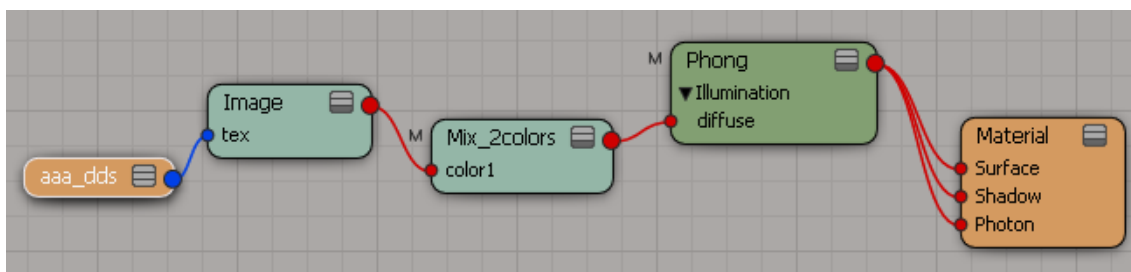 aaa_dds
Image
tex
M
Mix_2colors
color1
M
Phong
▼Illumination
diffuse
Material
Surface
Shadow
Photon